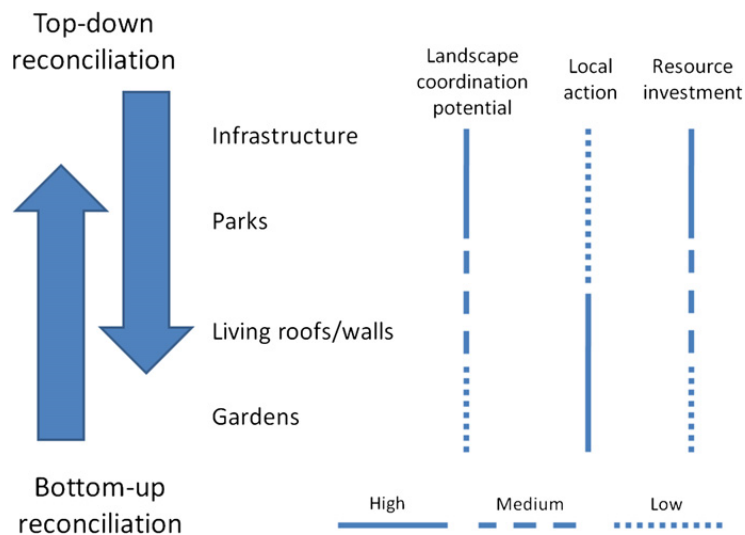 Top-down
reconciliation
Landscape
coordination
potential
Local
action
Resource
investment
Infrastructure
Parks
Living roofs/walls
Gardens
Bottom-up
reconciliation
High
Medium
Low